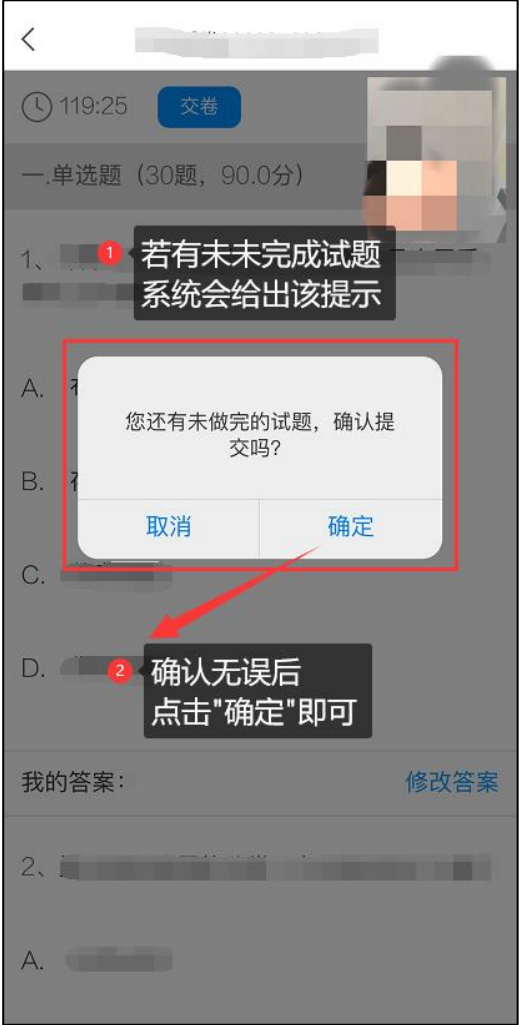 119:25 交卷
一.单选题（30题，90.0分）
1、
1 若有未未完成试题
系统会给出该提示
A.
您还有未做完的试题，确认提
交吗?
B.
取消 确定
C.
D.
2 确认无误后
点击"确定"即可
我的答案： 修改答案
2、
A.